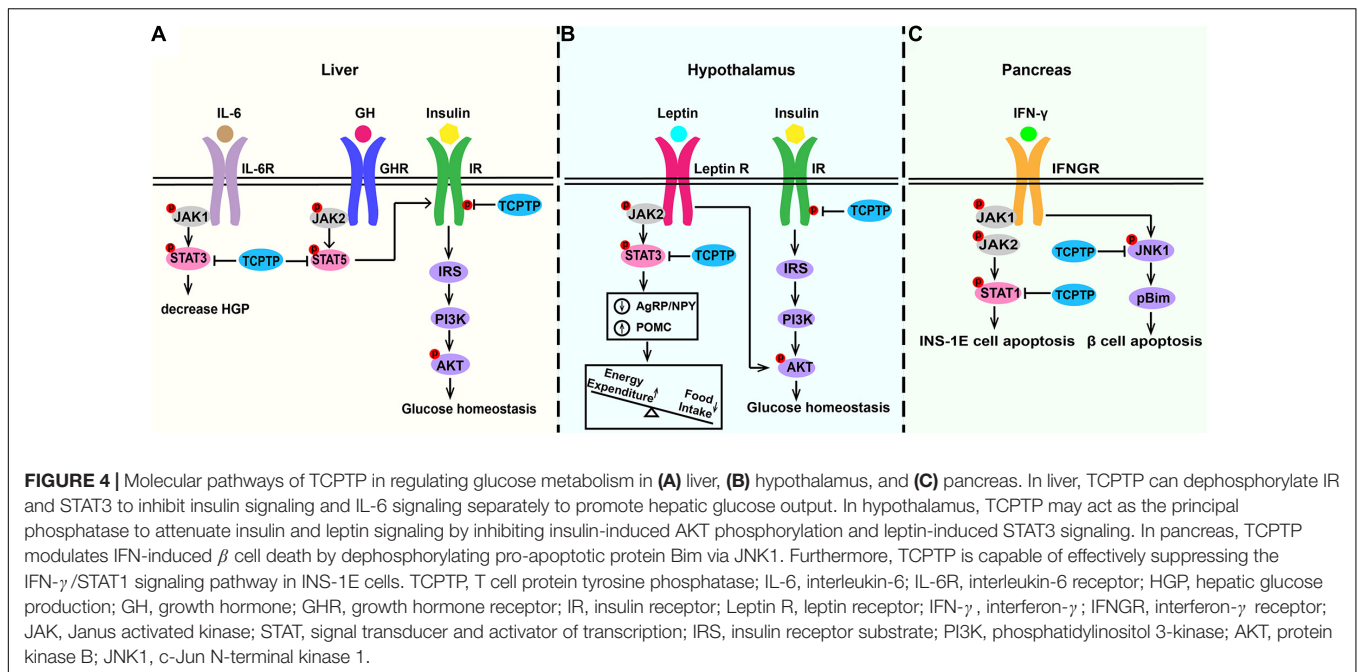 A
B
C
Liver
Hypothalamus
Pancreas
IL-6
GH
Insulin
IL-6R
GHR
IR
P
JAK1
P
JAK2
P
TCPTP
P
STAT3
TCPTP
P
STAT5
decrease HGP
IRS
PI3K
P
AKT
Glucose homeostasis
Leptin
Insulin
Leptin R
IR
P
JAK2
P
TCPTP
P
STAT3
TCPTP
AgRP/NPY
POMC
IRS
PI3K
P
AKT
Energy
Expenditure
Food
Intake
Glucose homeostasis
IFN-γ
IFNGR
P
JAK1
P
JAK2
TCPTP
P
JNK1
P
STAT1
TCPTP
pBim
INS-1E cell apoptosis
β cell apoptosis
FIGURE 4 | Molecular pathways of TCPTP in regulating glucose metabolism in (A) liver, (B) hypothalamus, and (C) pancreas. In liver, TCPTP can dephosphorylate IR
and STAT3 to inhibit insulin signaling and IL-6 signaling separately to promote hepatic glucose output. In hypothalamus, TCPTP may act as the principal
phosphatase to attenuate insulin and leptin signaling by inhibiting insulin-induced AKT phosphorylation and leptin-induced STAT3 signaling. In pancreas, TCPTP
modulates IFN-induced β cell death by dephosphorylating pro-apoptotic protein Bim via JNK1. Furthermore, TCPTP is capable of effectively suppressing the
IFN-γ/STAT1 signaling pathway in INS-1E cells. TCPTP, T cell protein tyrosine phosphatase; IL-6, interleukin-6; IL-6R, interleukin-6 receptor; HGP, hepatic glucose
production; GH, growth hormone; GHR, growth hormone receptor; IR, insulin receptor; Leptin R, leptin receptor; IFN-γ, interferon-γ; IFNGR, interferon-γ receptor;
JAK, Janus activated kinase; STAT, signal transducer and activator of transcription; IRS, insulin receptor substrate; PI3K, phosphatidylinositol 3-kinase; AKT, protein
kinase B; JNK1, c-Jun N-terminal kinase 1.